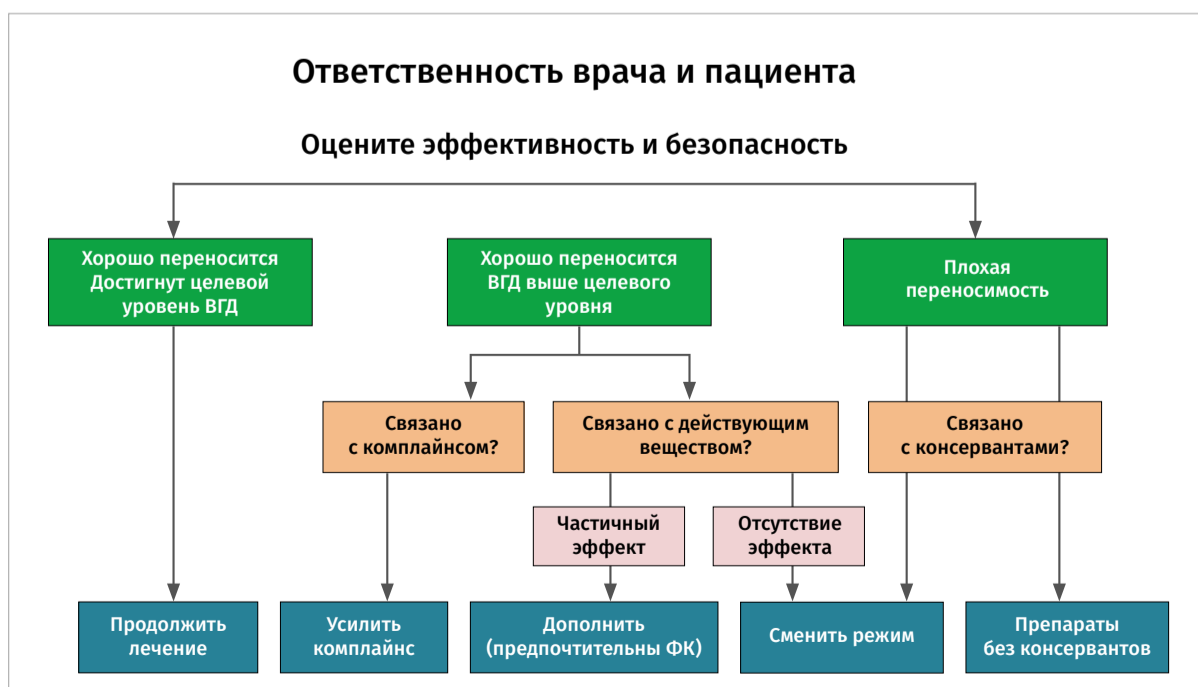 Ответственность врача и пациента
Оцените эффективность и безопасность
Хорошо переносится
Достигнут целевой
уровень ВГД
Хорошо переносится
ВГД выше целевого
уровня
Плохая
переносимость
Связано
с комплайнсом?
Связано с действующим
веществом?
Связано
с консервантами?
Частичный
эффект
Отсутствие
эффекта
Продолжить
лечение
Усилить
комплайнс
Дополнить
(предпочтительны ФК)
Сменить режим
Препараты
без консервантов